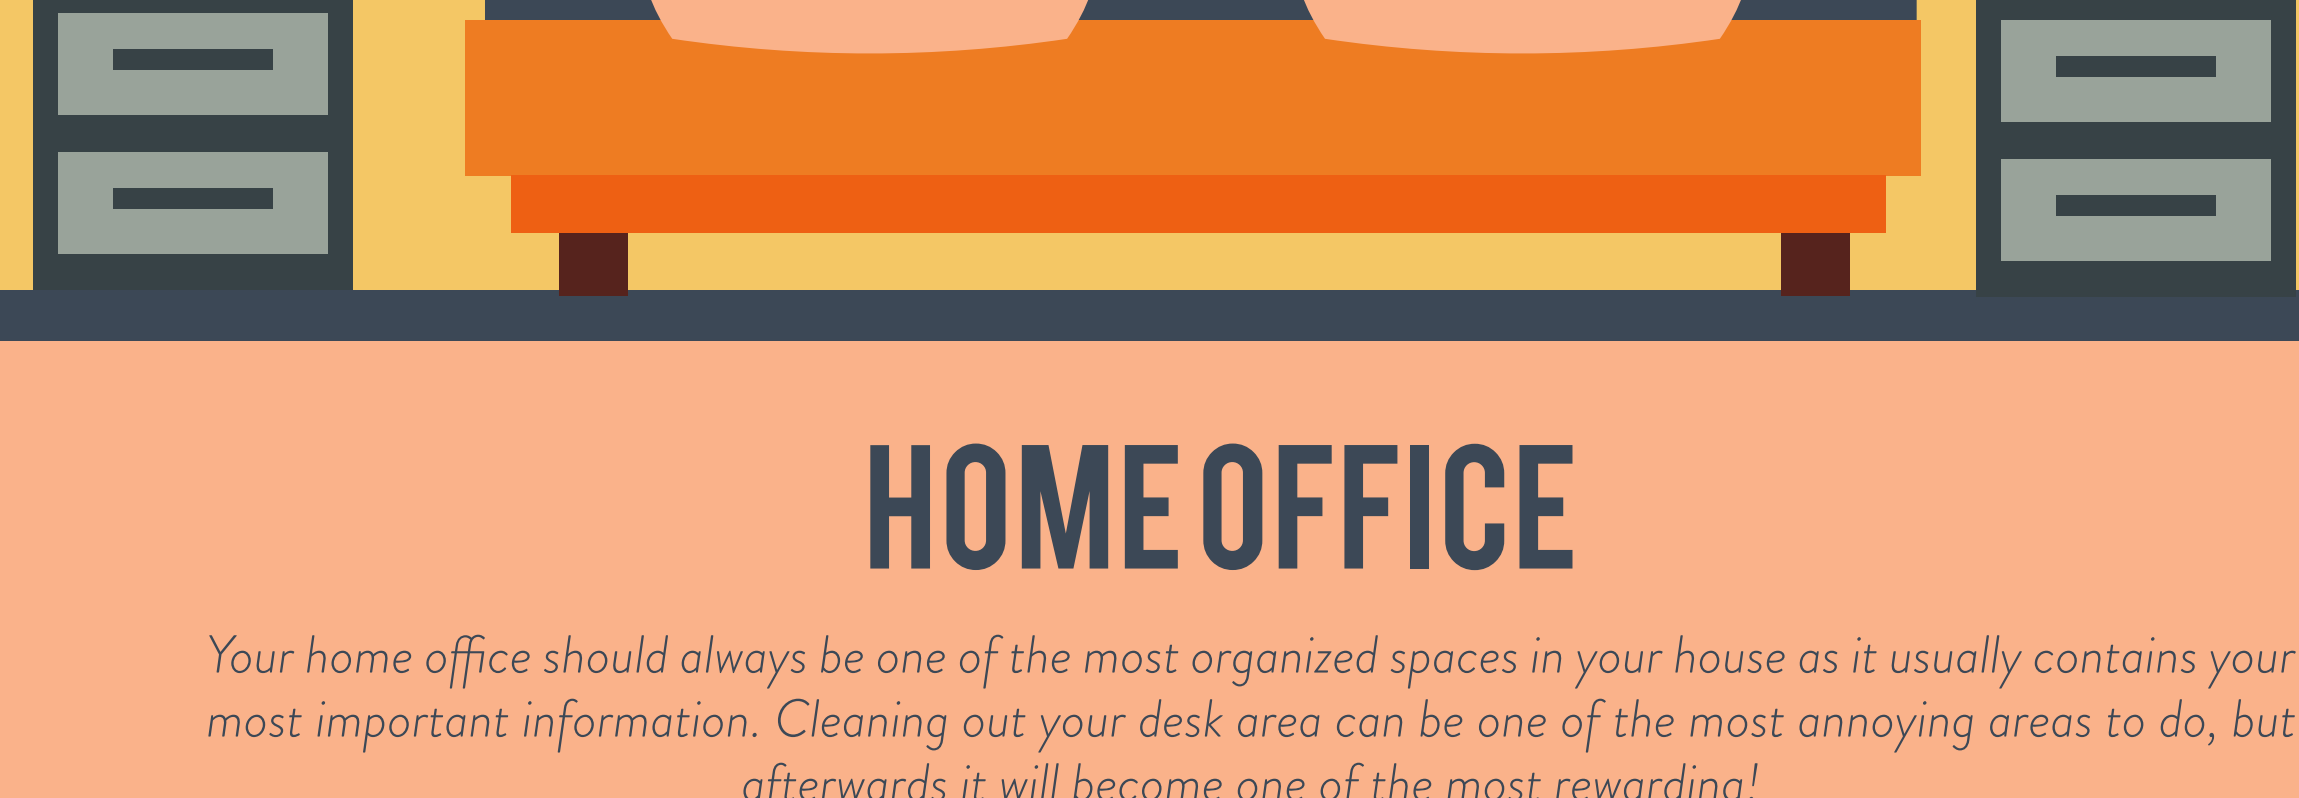 HOME OFFICE
Your home office should always be one of the most organized spaces in your house as it usually contains your
most important information. Cleaning out your desk area can be one of the most annoying areas to do, but
afterwards it will become one of the most rewarding!